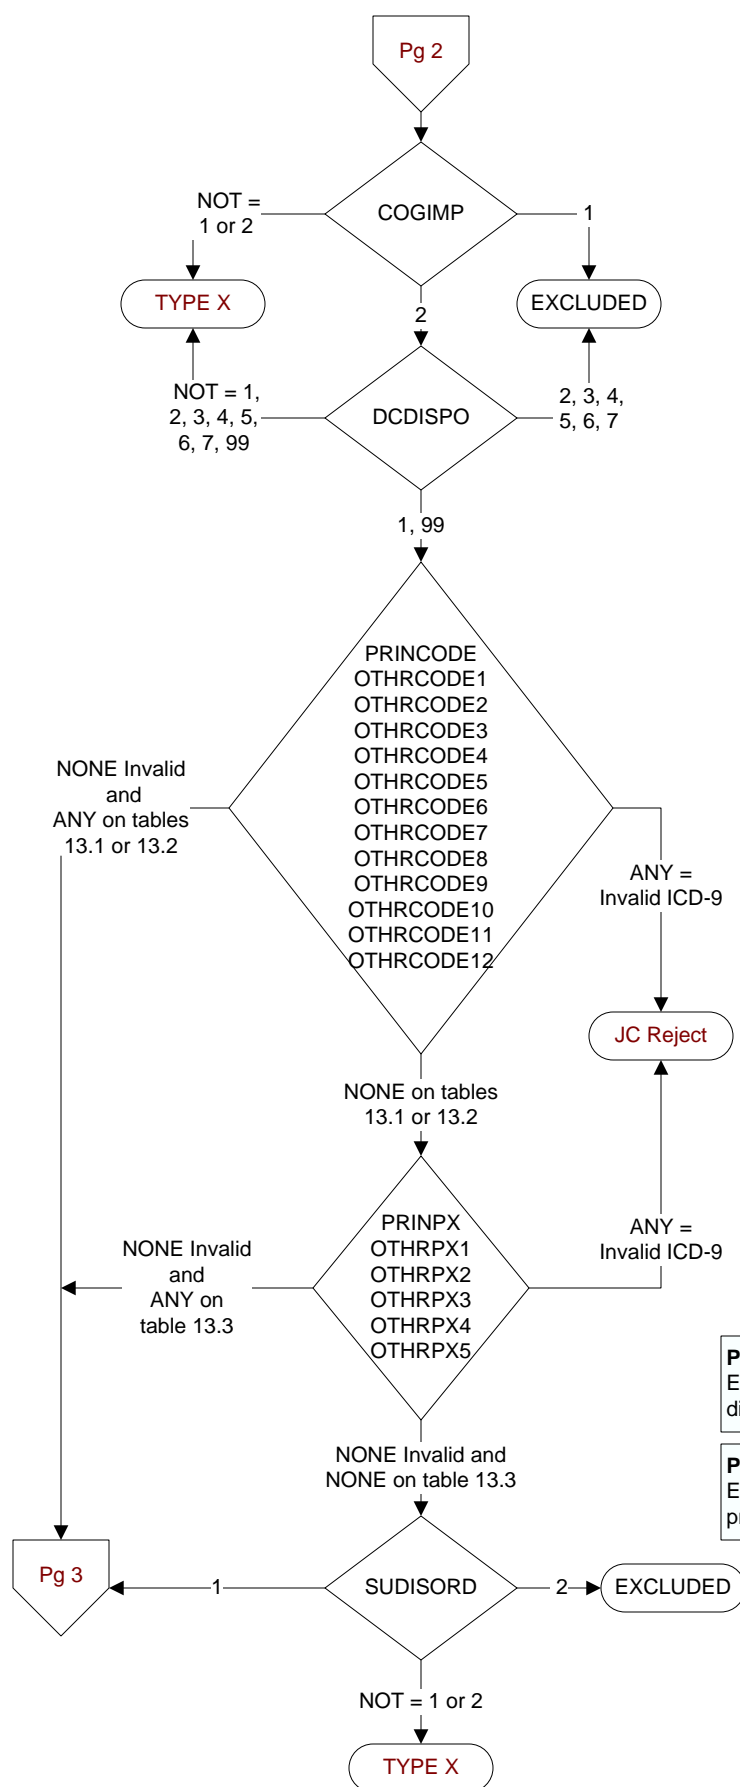 Pg 2
COGIMP
NOT =
1 or 2
1
TYPE X
EXCLUDED
2
DCDISPO
NOT = 1,
2, 3, 4, 5,
6, 7, 99
2, 3, 4,
5, 6, 7
1, 99
PRINCODE
OTHRCODE1
OTHRCODE2
OTHRCODE3
OTHRCODE4
OTHRCODE5
OTHRCODE6
OTHRCODE7
OTHRCODE8
OTHRCODE9
OTHRCODE10
OTHRCODE11
OTHRCODE12
NONE Invalid
and
ANY on tables
13.1 or 13.2
ANY =
Invalid ICD-9
JC Reject
NONE on tables
13.1 or 13.2
PRINPX
OTHRPX1
OTHRPX2
OTHRPX3
OTHRPX4
OTHRPX5
NONE Invalid
and
ANY on
table 13.3
ANY =
Invalid ICD-9
NONE Invalid and
NONE on table 13.3
Pg 3
1
SUDISORD
2
EXCLUDED
NOT = 1 or 2
TYPE X